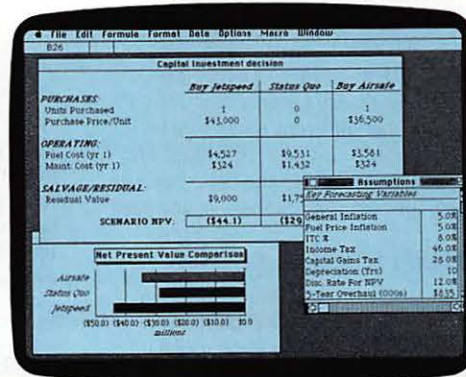 File Edit Formula Format Data Options Macro Window
B26
Capital Investment decision
Buy Jetspeed Status Quo Buy Airsafe
PURCHASES:
Units Purchased 1 0 1
Purchase Price/Unit $43,000 0 $36,500
OPERATING:
Fuel Cost (yr 1) $4,527 $9,531 $3,561
Maint. Cost (yr 1) $324 $1,432 $324
SALVAGE/RESIDUAL:
Residual Value $9,000 $1,75
SCENARIO NPV: ($44.1) ($29
Assumptions
Key Forecasting Variables
General Inflation 5.0%
Fuel Price Inflation 5.0%
ITC % 8.0%
Income Tax 46.0%
Capital Gains Tax 28.0%
Depreciation (Yrs) 10
Disc. Rate For NPV 12.0%
5-Year Overhaul (000s) $635
Net Present Value Comparison
Airsafe
Status Quo
Jetspeed
($50.0) ($40.0) ($30.0) ($20.0) ($10.0) $0.0
millions